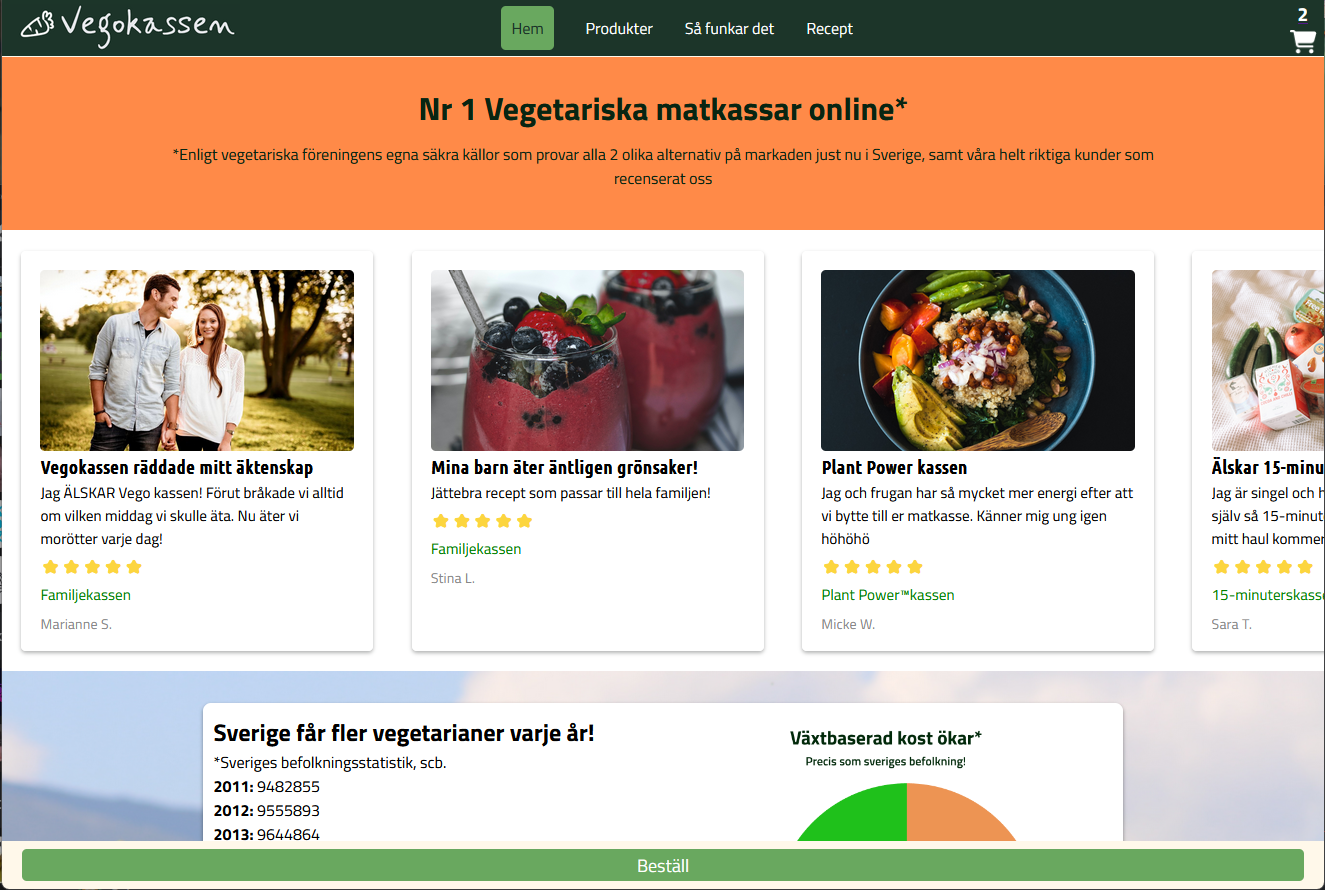 Vegokassen
Hem
Produkter
Så funkar det
Recept
2
Nr 1 Vegetariska matkassar online*
*Enligt vegetariska föreningens egna säkra källor som provar alla 2 olika alternativ på markaden just nu i Sverige, samt våra helt riktiga kunder som
recenserat oss
Vegokassen räddade mitt äktenskap
Jag ÄLSKAR Vego kassen! Förut bråkade vi alltid
om vilken middag vi skulle äta. Nu äter vi
morötter varje dag!
Familjekassen
Marianne S.
Mina barn äter äntligen grönsaker!
Jättebra recept som passar till hela familjen!
Familjekassen
Stina L.
Plant Power kassen
Jag och frugan har så mycket mer energi efter att
vi bytte till er matkasse. Känner mig ung igen
höhöhö
Plant Power™kassen
Micke W.
Älskar 15-minu
Jag är singel och h
själv så 15-minut
mitt haul kommer
15-minuterskasse
Sara T.
Sverige får fler vegetarianer varje år!
*Sveriges befolkningsstatistik, scb.
2011: 9482855
2012: 9555893
2013: 9644864
Växtbaserad kost ökar*
Precis som sveriges befolkning!
Beställ